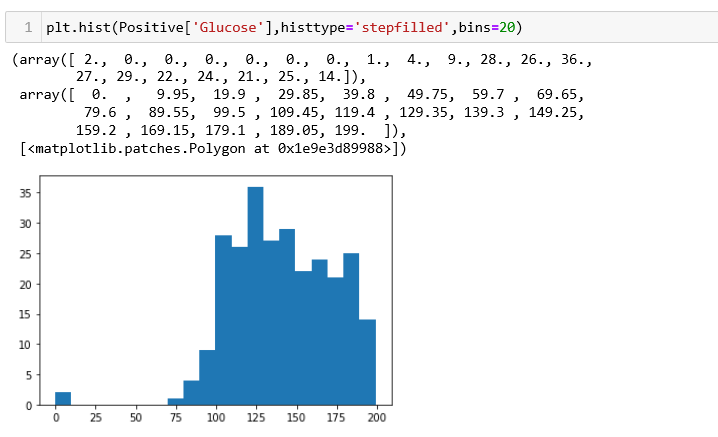 1 plt.hist(Positive['Glucose'],histtype='stepfilled',bins=20)
(array([ 2., 0., 0., 0., 0., 0., 0., 1., 4., 9., 28., 26., 36.,
27., 29., 22., 24., 21., 25., 14.]),
array([ 0. , 9.95, 19.9 , 29.85, 39.8 , 49.75, 59.7 , 69.65,
79.6 , 89.55, 99.5 , 109.45, 119.4 , 129.35, 139.3 , 149.25,
159.2 , 169.15, 179.1 , 189.05, 199. ]),
[<matplotlib.patches.Polygon at 0x1e9e3d89988>])
35
30
25
20
15
10
5
0
0 25 50 75 100 125 150 175 200